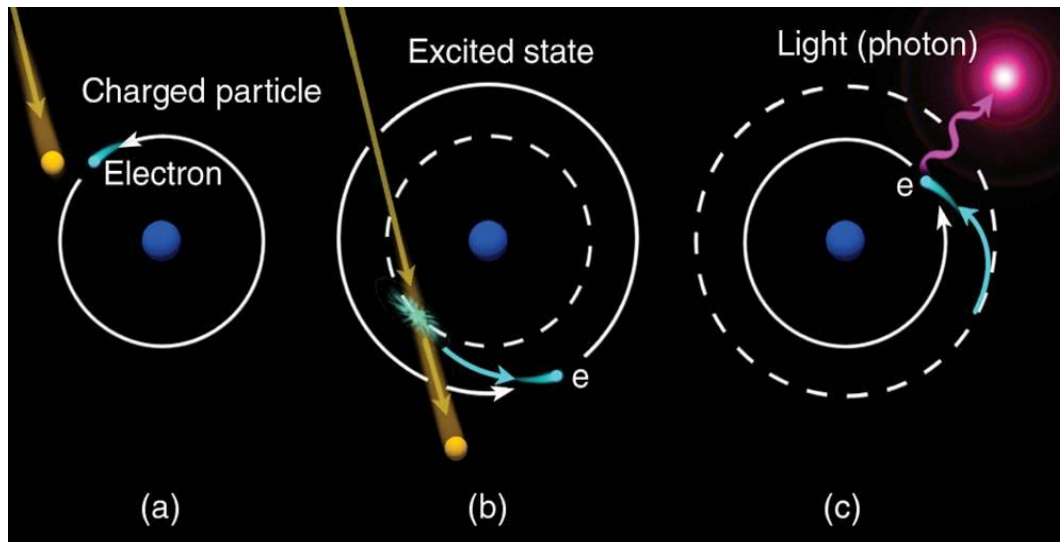 Charged particle
Electron
(a)
Excited state
e
(b)
Light (photon)
e
(c)